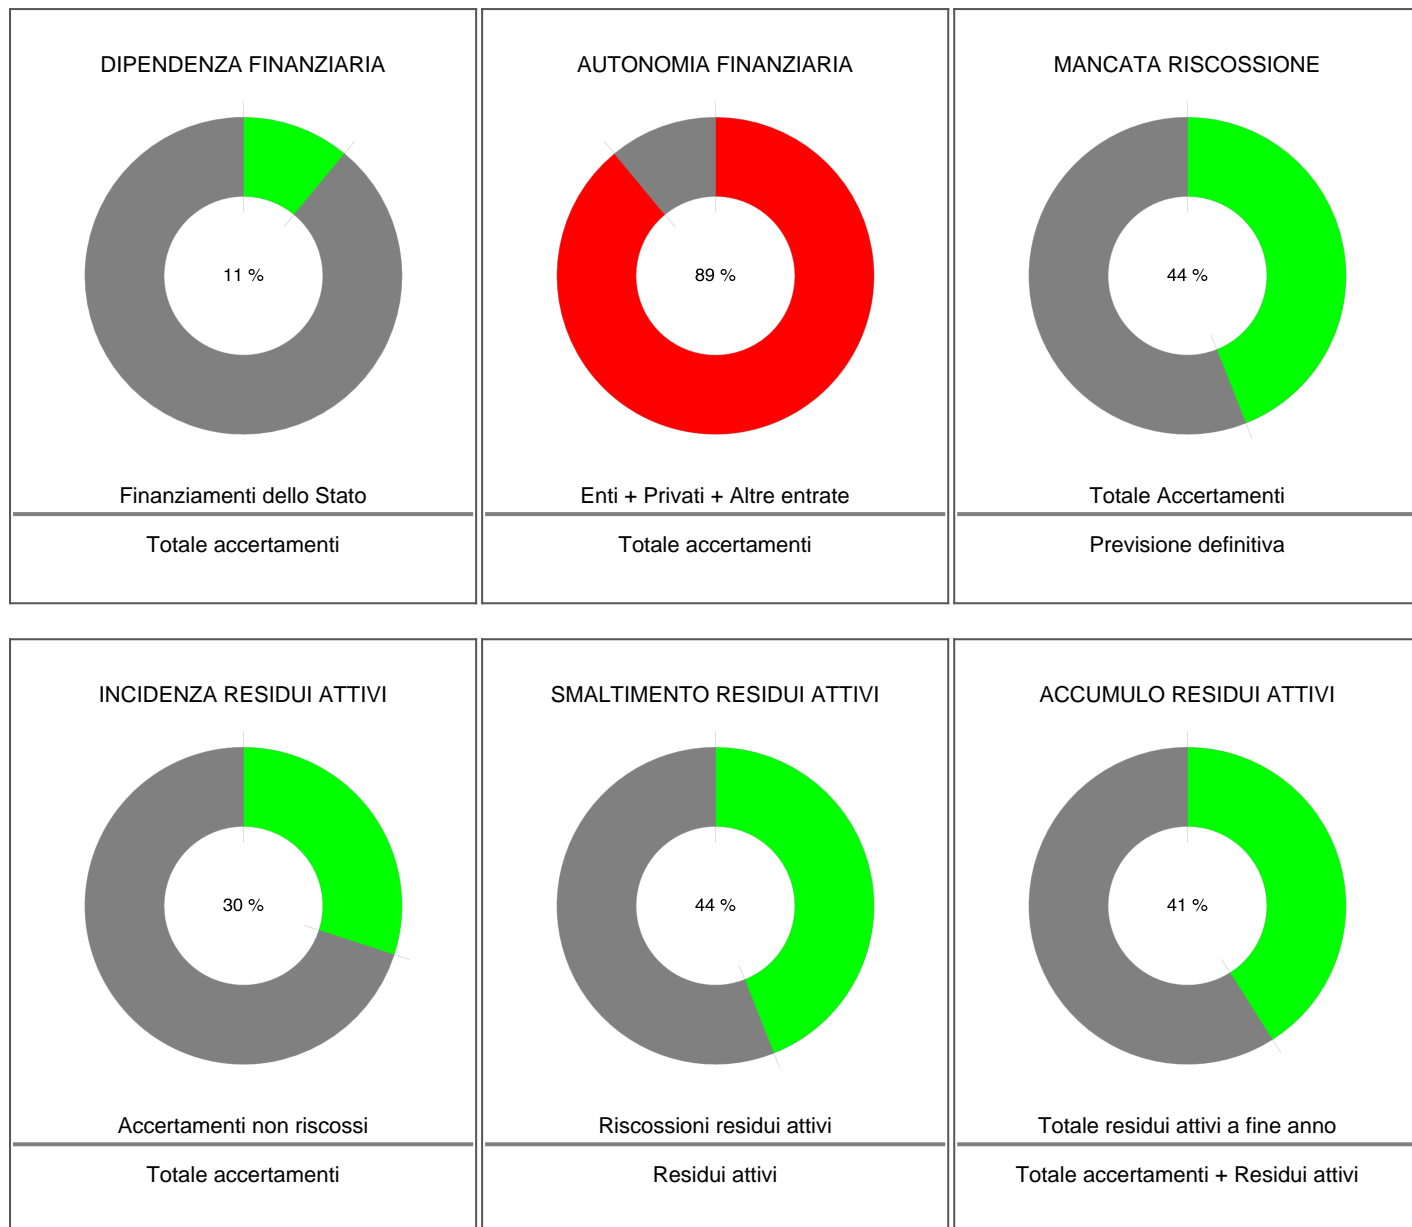 DIPENDENZA FINANZIARIA
11 %
Finanziamenti dello Stato
Totale accertamenti
AUTONOMIA FINANZIARIA
89 %
Enti + Privati + Altre entrate
Totale accertamenti
MANCATA RISCOSSIONE
44 %
Totale Accertamenti
Previsione definitiva
INCIDENZA RESIDUI ATTIVI
30 %
Accertamenti non riscossi
Totale accertamenti
SMALTIMENTO RESIDUI ATTIVI
44 %
Riscossioni residui attivi
Residui attivi
ACCUMULO RESIDUI ATTIVI
41 %
Totale residui attivi a fine anno
Totale accertamenti + Residui attivi